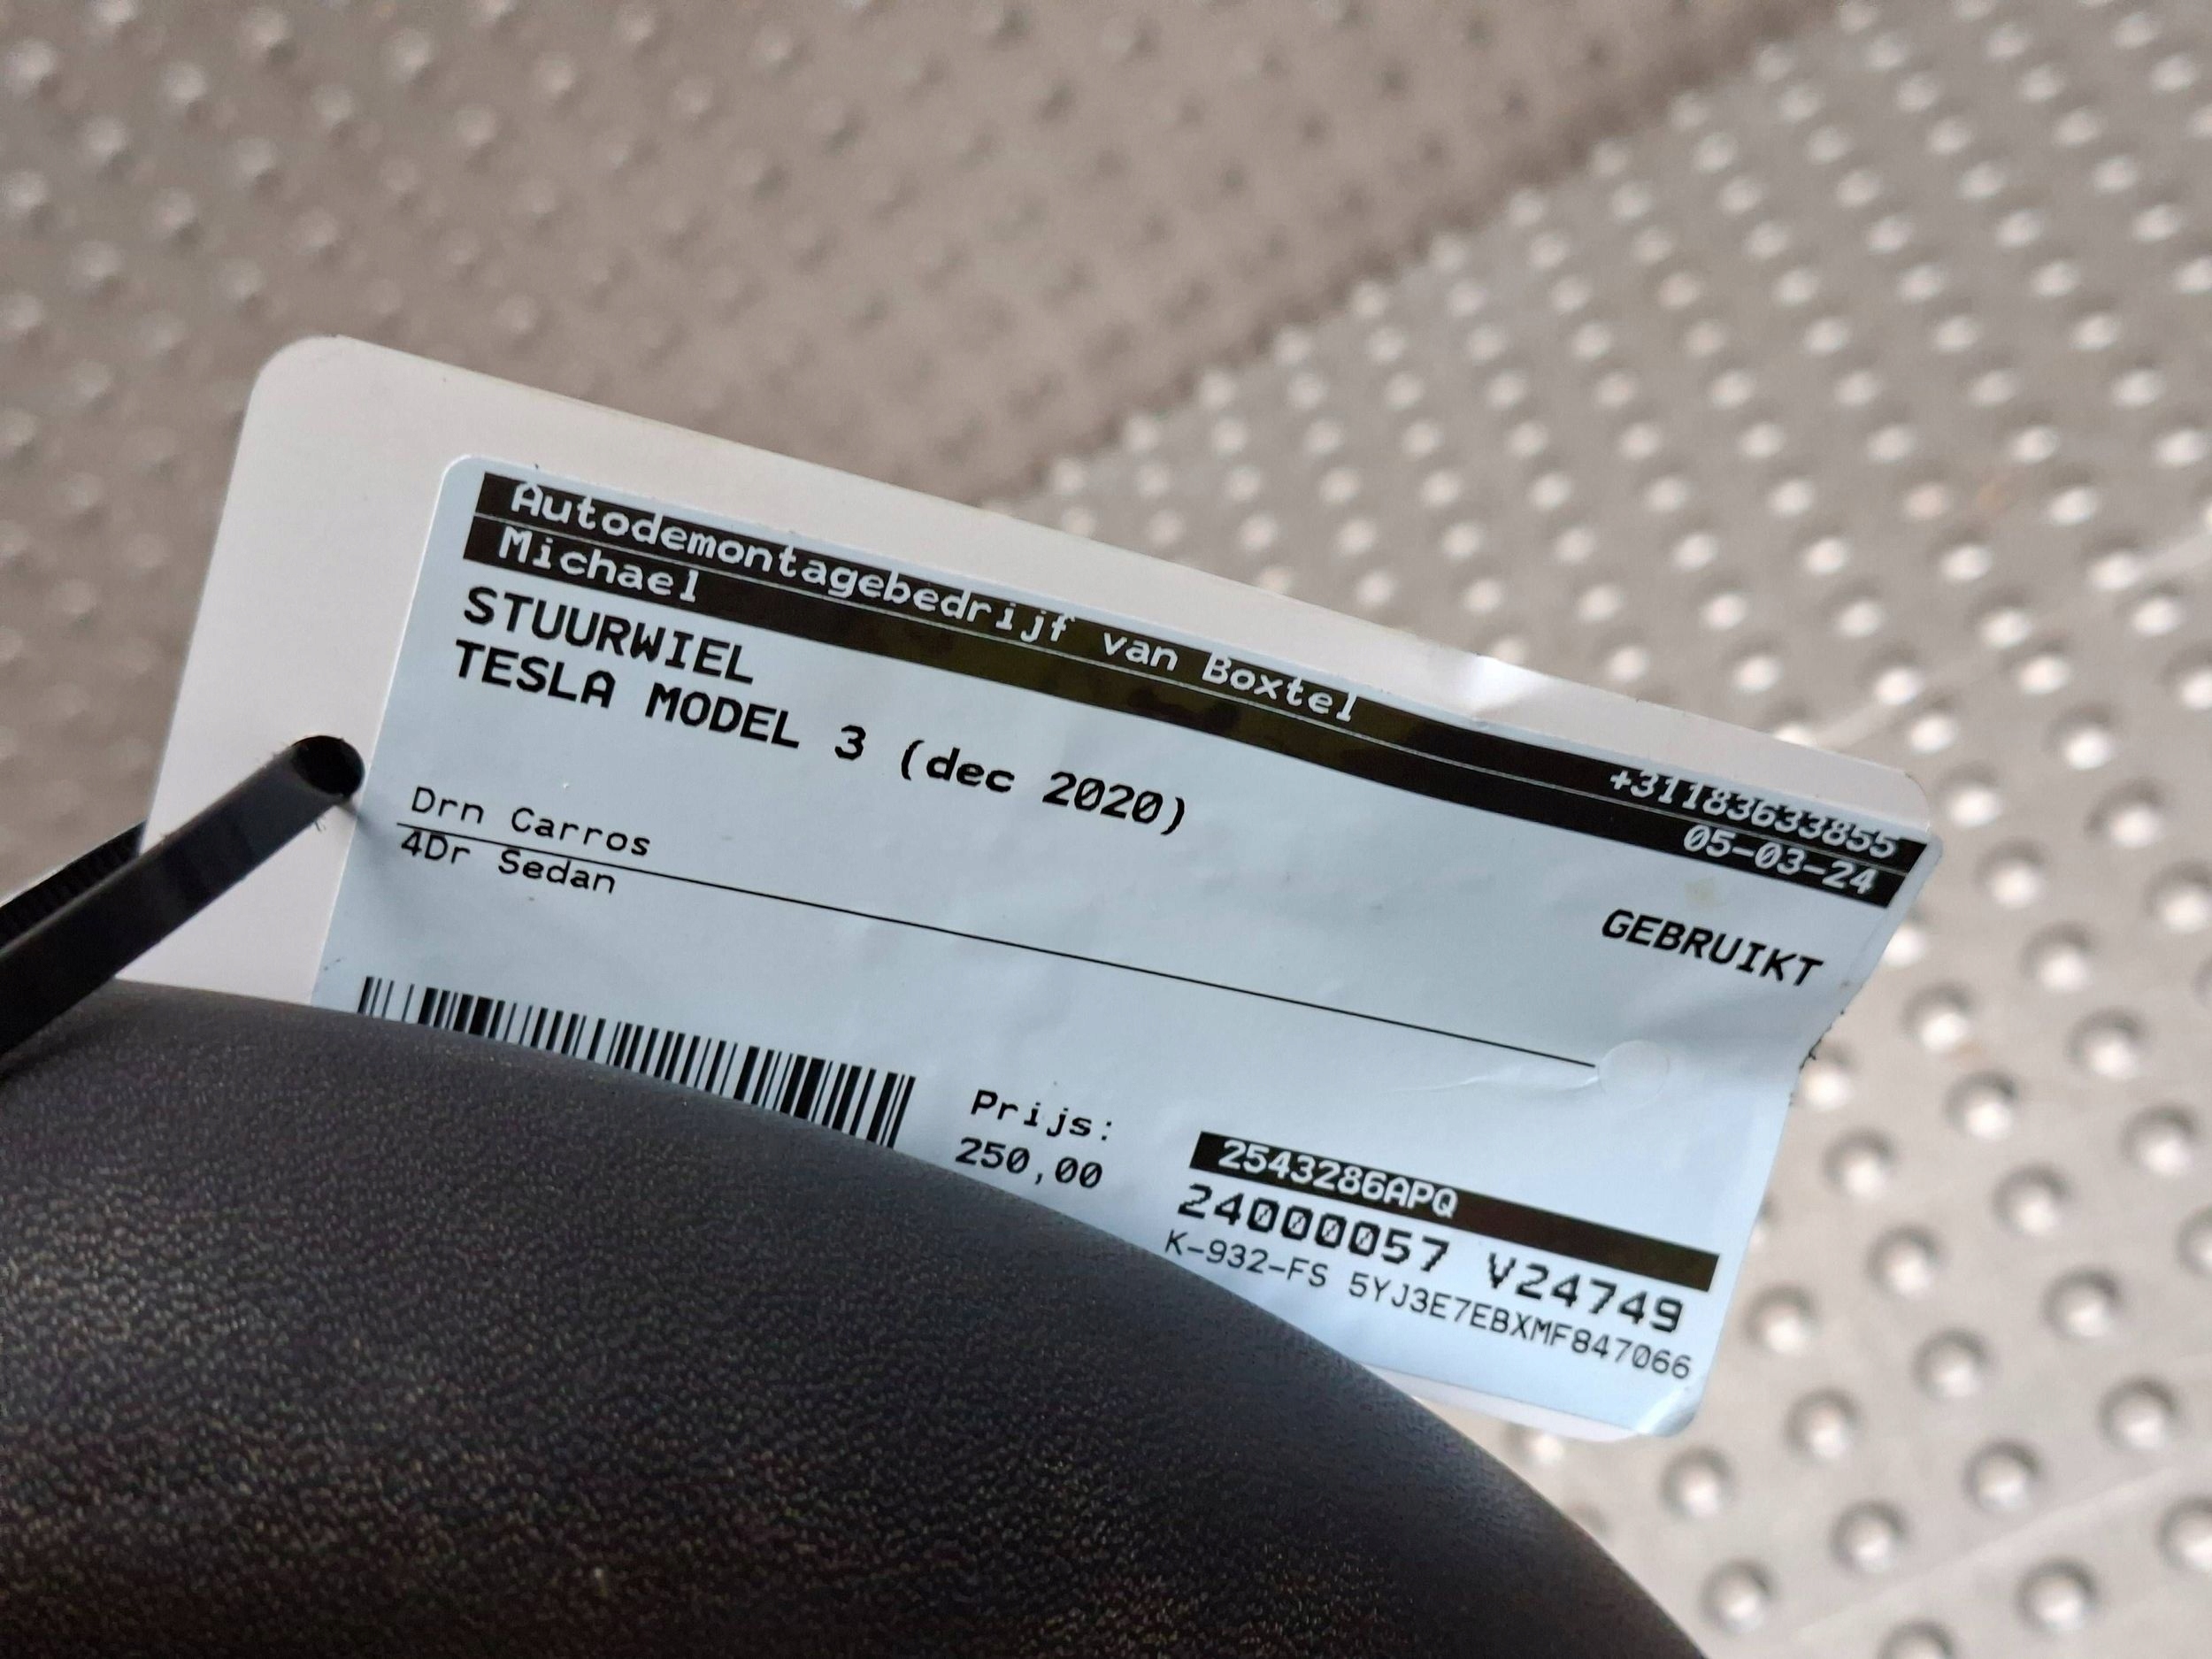 Autodemontagebedrijf van Boxtel +31183633855
Michael 05-03-24
STUURWIEL
TESLA MODEL 3 (dec 2020) GEBRUIKT
Drn Carros
4Dr Sedan
Prijs:
250,00
2543286APQ
24000057 V24749
K-932-FS 5YJ3E7EBXMF847066